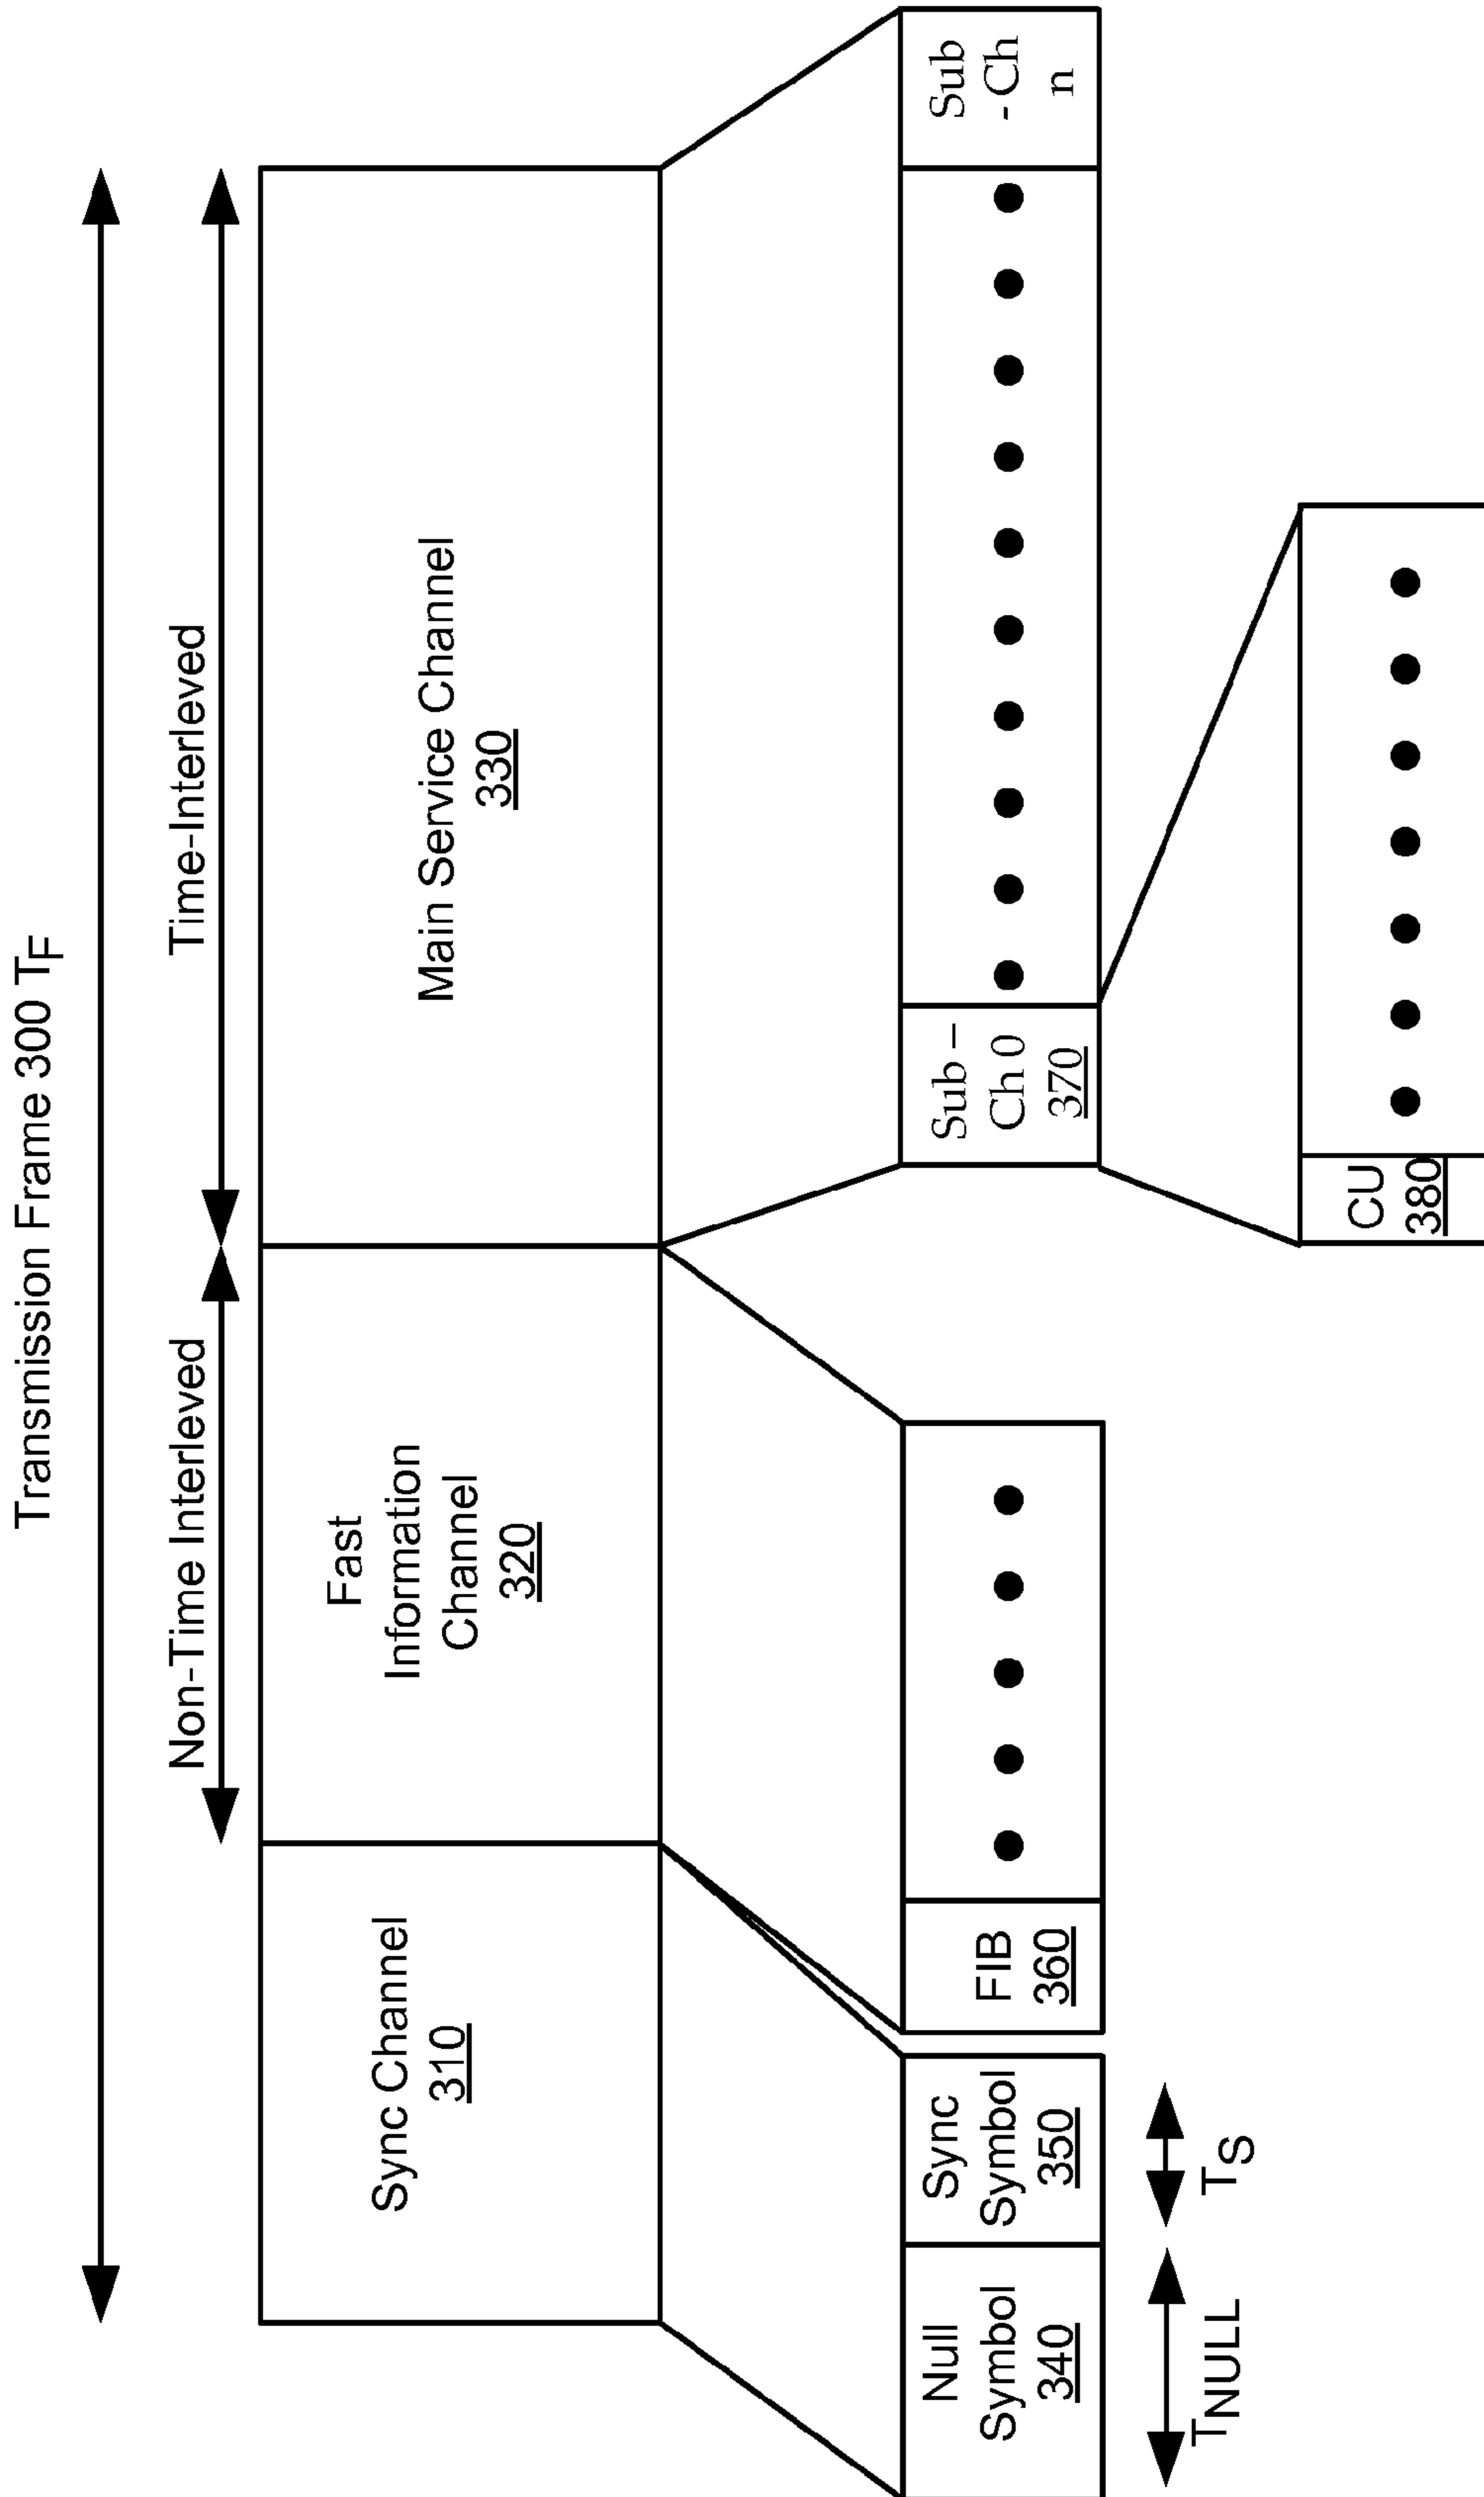 Transmission Frame 300 TF
Non-Time Interleved
Time-Interleved
Sync Channel
310
Fast
Information
Channel
320
Main Service Channel
330
Null
Symbol
340
Sync
Symbol
350
FIB
360
Sub –
Ch 0
370
Sub
- Ch
n
TNULL
TS
CU
380